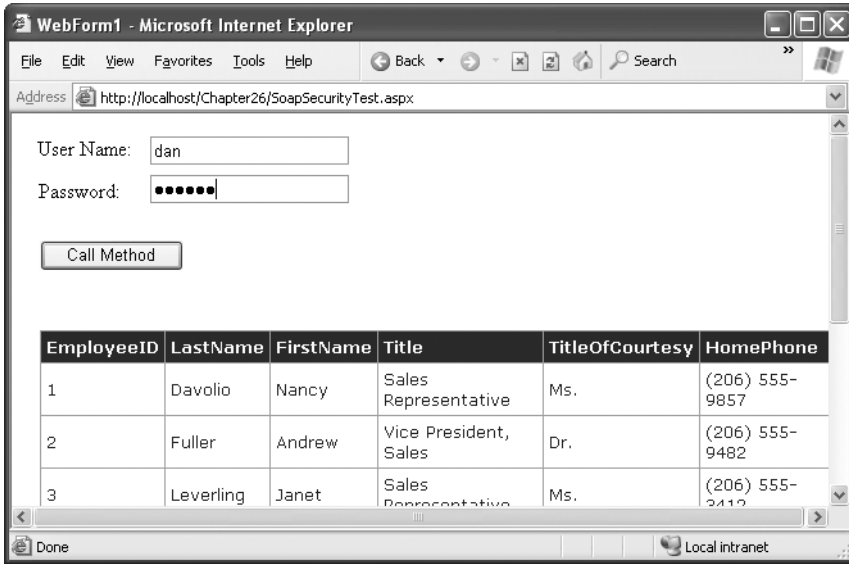 WebForm1 - Microsoft Internet Explorer
File Edit View Favorites Tools Help Back Search »
Address http://localhost/Chapter26/SoapSecurityTest.aspx
User Name: dan
Password: ••••••
Call Method
EmployeeID LastName FirstName Title TitleOfCourtesy HomePhone
1 Davolio Nancy Sales Representative Ms. (206) 555-9857
2 Fuller Andrew Vice President, Sales Dr. (206) 555-9482
3 Leverling Janet Sales Representative Ms. (206) 555-3412
Done Local intranet